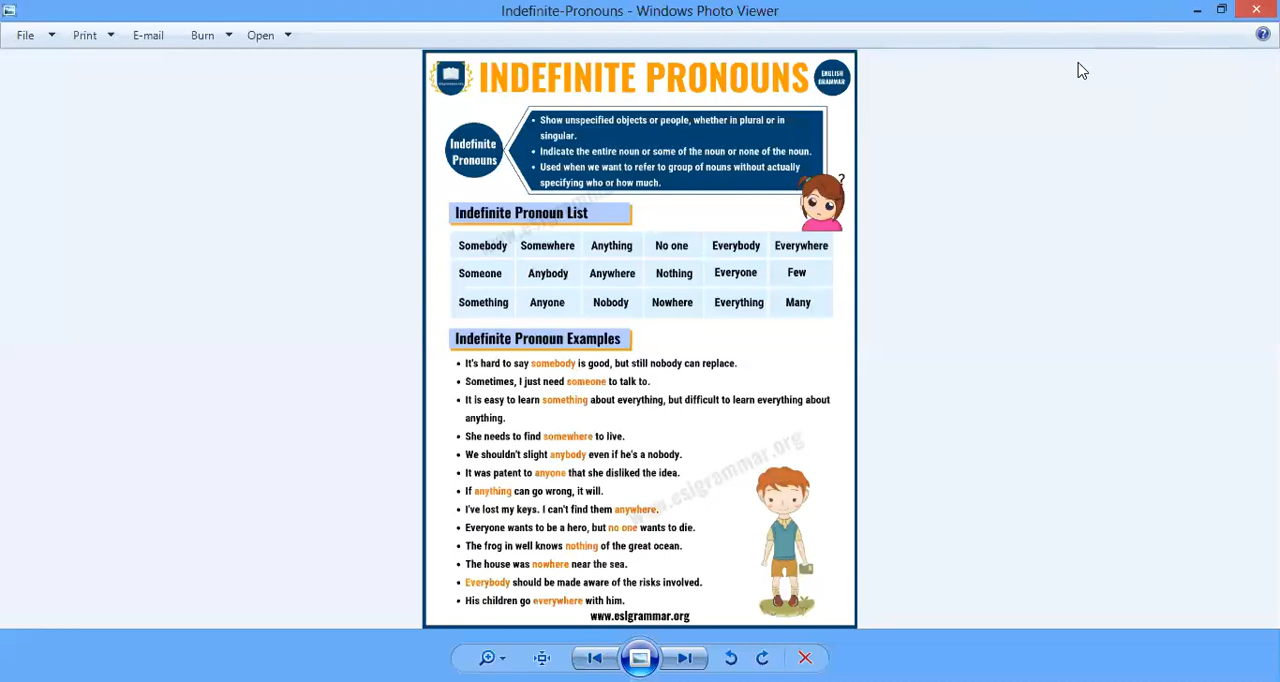 Indefinite-Pronouns - Windows Photo Viewer
File Print E-mail Burn Open
INDEFINITE PRONOUNS
ENGLISH
GRAMMAR
Indefinite
Pronouns
• Show unspecified objects or people, whether in plural or in
singular.
• Indicate the entire noun or some of the noun or none of the noun.
• Used when we want to refer to group of nouns without actually
specifying who or how much.
?
Indefinite Pronoun List
Somebody Somewhere Anything No one Everybody Everywhere
Someone Anybody Anywhere Nothing Everyone Few
Something Anyone Nobody Nowhere Everything Many
Indefinite Pronoun Examples
• It's hard to say somebody is good, but still nobody can replace.
• Sometimes, I just need someone to talk to.
• It is easy to learn something about everything, but difficult to learn everything about
anything.
• She needs to find somewhere to live.
• We shouldn't slight anybody even if he's a nobody.
• It was patent to anyone that she disliked the idea.
• If anything can go wrong, it will.
• I've lost my keys. I can't find them anywhere.
• Everyone wants to be a hero, but no one wants to die.
• The frog in well knows nothing of the great ocean.
• The house was nowhere near the sea.
• Everybody should be made aware of the risks involved.
• His children go everywhere with him.
www.eslgrammar.org
www.eslgrammar.org